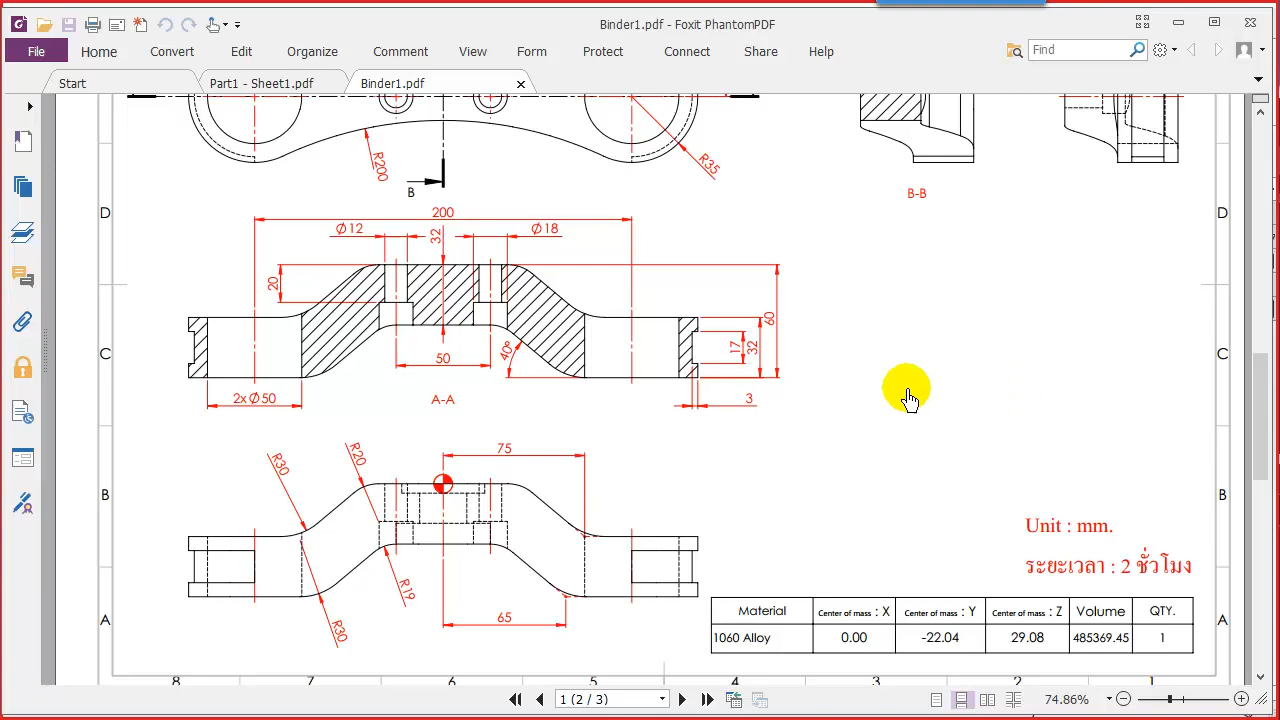 Binder1.pdf - Foxit PhantomPDF
File Home Convert Edit Organize Comment View Form Protect Connect Share Help Find
Start Part1 - Sheet1.pdf Binder1.pdf
R200
R35
B
B-B
D D
200
Ø12 32 Ø18
20
60
C C
40°
17
32
50
2xØ50 A-A 3
75
R20
R30
B B
Unit : mm.
ระยะเวลา : 2 ชั่วโมง
R19
R30
65
A A
Material Center of mass : X Center of mass : Y Center of mass : Z Volume QTY.
1060 Alloy 0.00 -22.04 29.08 485369.45 1
8 7 6 5 4 3 2 1
1 (2 / 3) 74.86%